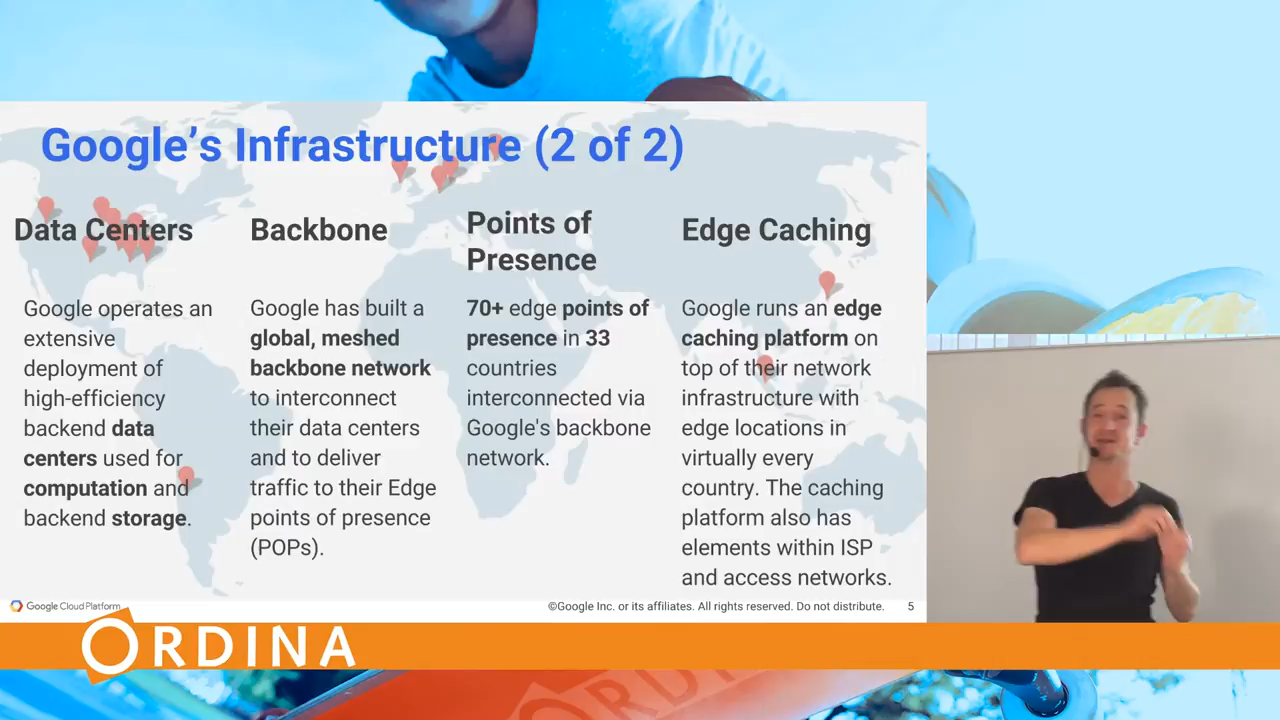 Google's Infrastructure (2 of 2)
Data Centers
Google operates an
extensive
deployment of
high-efficiency
backend data
centers used for
computation and
backend storage.
Backbone
Google has built a
global, meshed
backbone network
to interconnect
their data centers
and to deliver
traffic to their Edge
points of presence
(POPs).
Points of
Presence
70+ edge points of
presence in 33
countries
interconnected via
Google's backbone
network.
Edge Caching
Google runs an edge
caching platform on
top of their network
infrastructure with
edge locations in
virtually every
country. The caching
platform also has
elements within ISP
and access networks.
Google Cloud Platform
©Google Inc. or its affiliates. All rights reserved. Do not distribute.
5
ORDINA
ORDINA